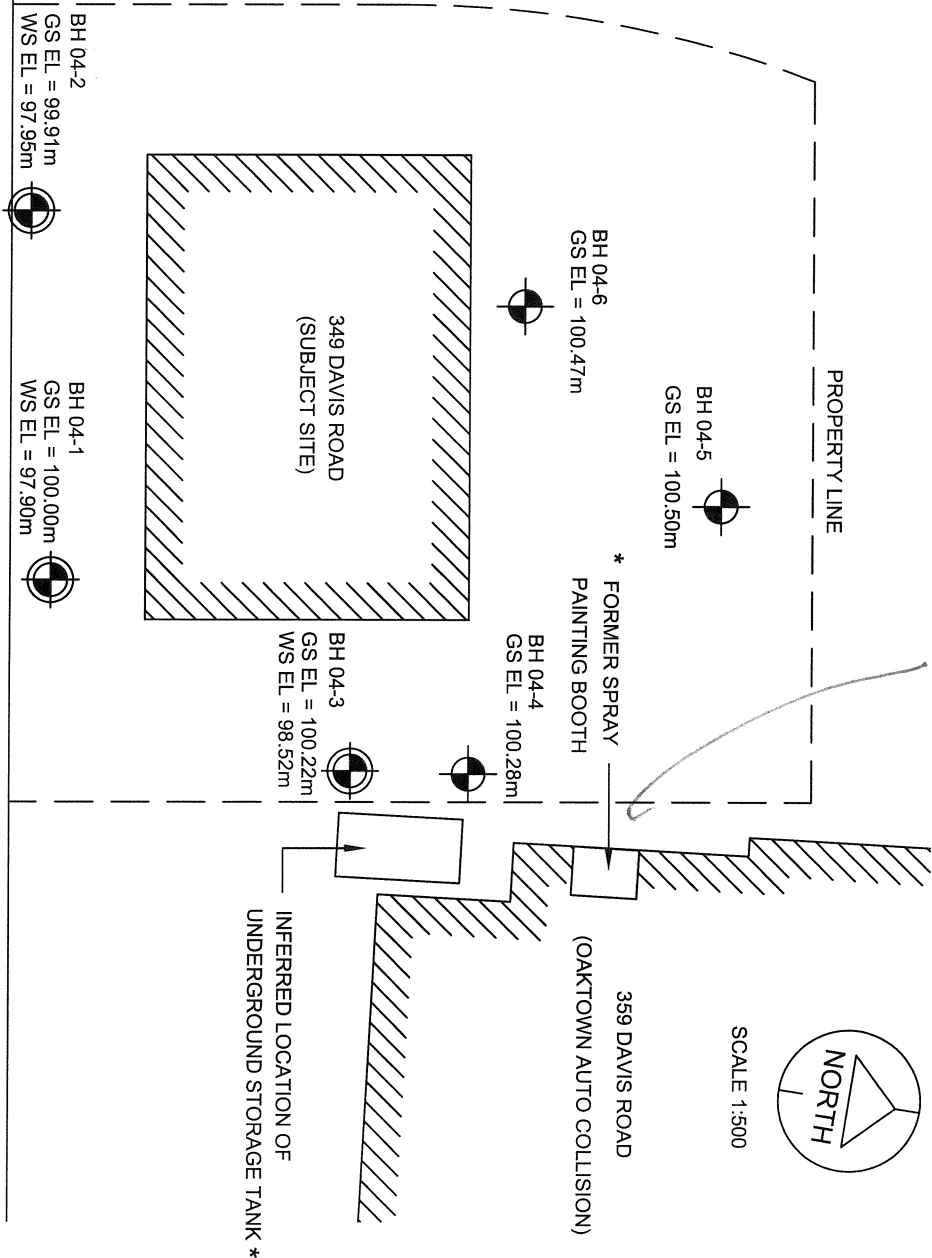 PROPERTY LINE
BH 04-5
GS EL = 100.50m
BH 04-6
GS EL = 100.47m
* FORMER SPRAY
PAINTING BOOTH
BH 04-4
GS EL = 100.28m
349 DAVIS ROAD
(SUBJECT SITE)
BH 04-3
GS EL = 100.22m
WS EL = 98.52m
BH 04-2
GS EL = 99.91m
WS EL = 97.95m
BH 04-1
GS EL = 100.00m
WS EL = 97.90m
NORTH
SCALE 1:500
359 DAVIS ROAD
(OAKTOWN AUTO COLLISION)
INFERRED LOCATION OF
UNDERGROUND STORAGE TANK *